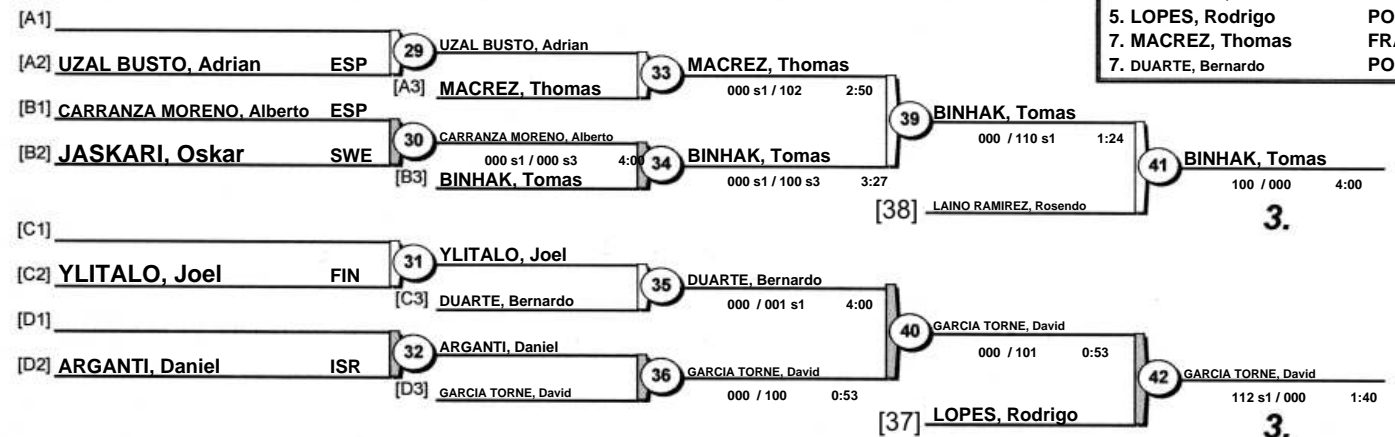 [A1]
[A2] UZAL BUSTO, Adrian ESP
29
UZAL BUSTO, Adrian
[A3] MACREZ, Thomas
33
MACREZ, Thomas
000 s1 / 102 2:50
[B1] CARRANZA MORENO, Alberto ESP
[B2] JASKARI, Oskar SWE
30
CARRANZA MORENO, Alberto
000 s1 / 000 s3 4:00
[B3] BINHAK, Tomas
34
BINHAK, Tomas
000 s1 / 100 s3 3:27
39
BINHAK, Tomas
000 / 110 s1 1:24
[38] LAINO RAMIREZ, Rosendo
41
BINHAK, Tomas
100 / 000 4:00
3.
[C1]
[C2] YLITALO, Joel FIN
31
YLITALO, Joel
[C3] DUARTE, Bernardo
35
DUARTE, Bernardo
000 / 001 s1 4:00
[D1]
[D2] ARGANTI, Daniel ISR
32
ARGANTI, Daniel
[D3] GARCIA TORNE, David
36
GARCIA TORNE, David
000 / 100 0:53
40
GARCIA TORNE, David
000 / 101 0:53
[37] LOPES, Rodrigo
42
GARCIA TORNE, David
112 s1 / 000 1:40
3.
5. LOPES, Rodrigo PO
7. MACREZ, Thomas FRA
7. DUARTE, Bernardo PO